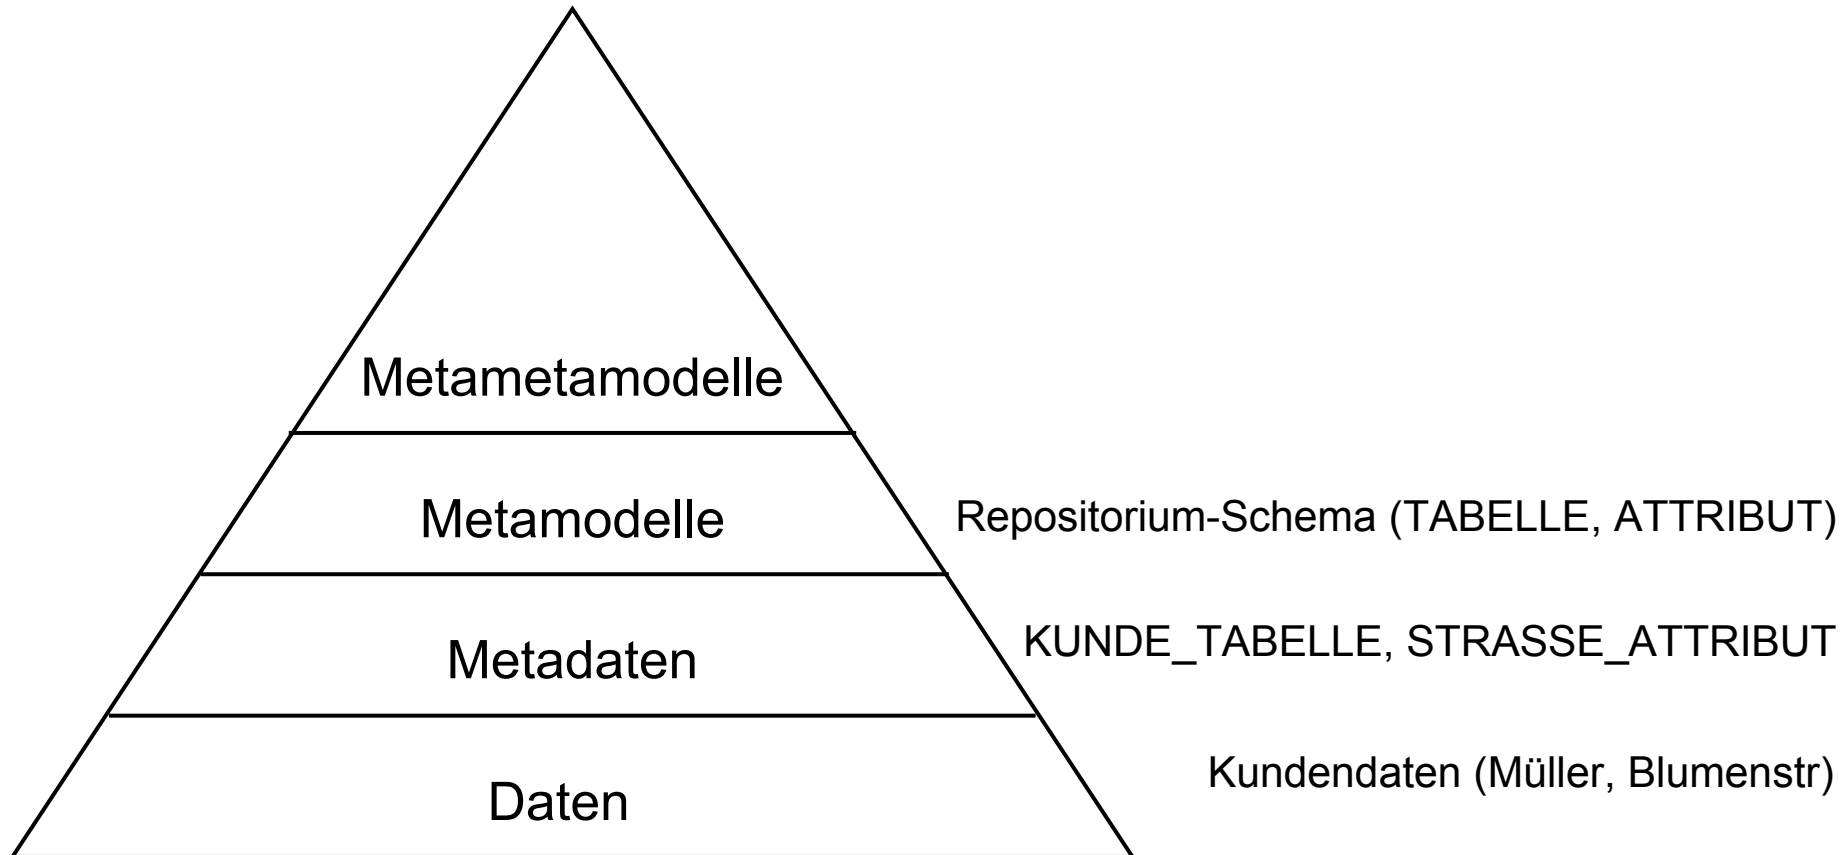 Metametamodelle
Metamodelle
Repositorium-Schema (TABELLE, ATTRIBUT)
Metadaten
KUNDE_TABELLE, STRASSE_ATTRIBUT
Daten
Kundendaten (Müller, Blumenstr)